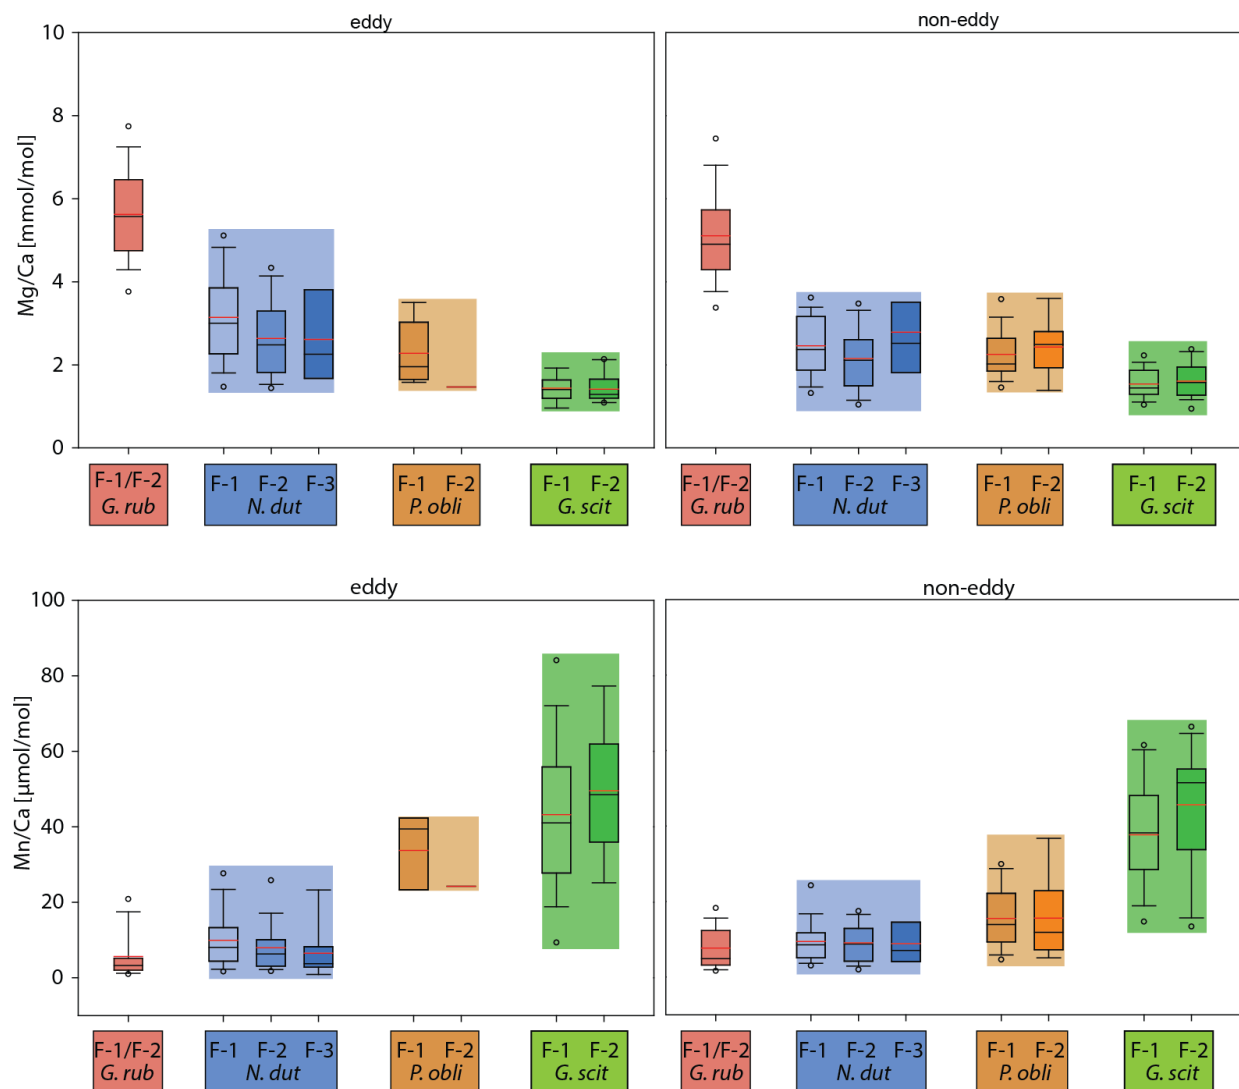 eddy
non-eddy
10
8
6
4
2
0
Mg/Ca [mmol/mol]
F-1/F-2
G. rub
F-1 F-2 F-3
N. dut
F-1 F-2
P. obli
F-1 F-2
G. scit
F-1/F-2
G. rub
F-1 F-2 F-3
N. dut
F-1 F-2
P. obli
F-1 F-2
G. scit
eddy
non-eddy
100
80
60
40
20
0
Mn/Ca [µmol/mol]
F-1/F-2
G. rub
F-1 F-2 F-3
N. dut
F-1 F-2
P. obli
F-1 F-2
G. scit
F-1/F-2
G. rub
F-1 F-2 F-3
N. dut
F-1 F-2
P. obli
F-1 F-2
G. scit